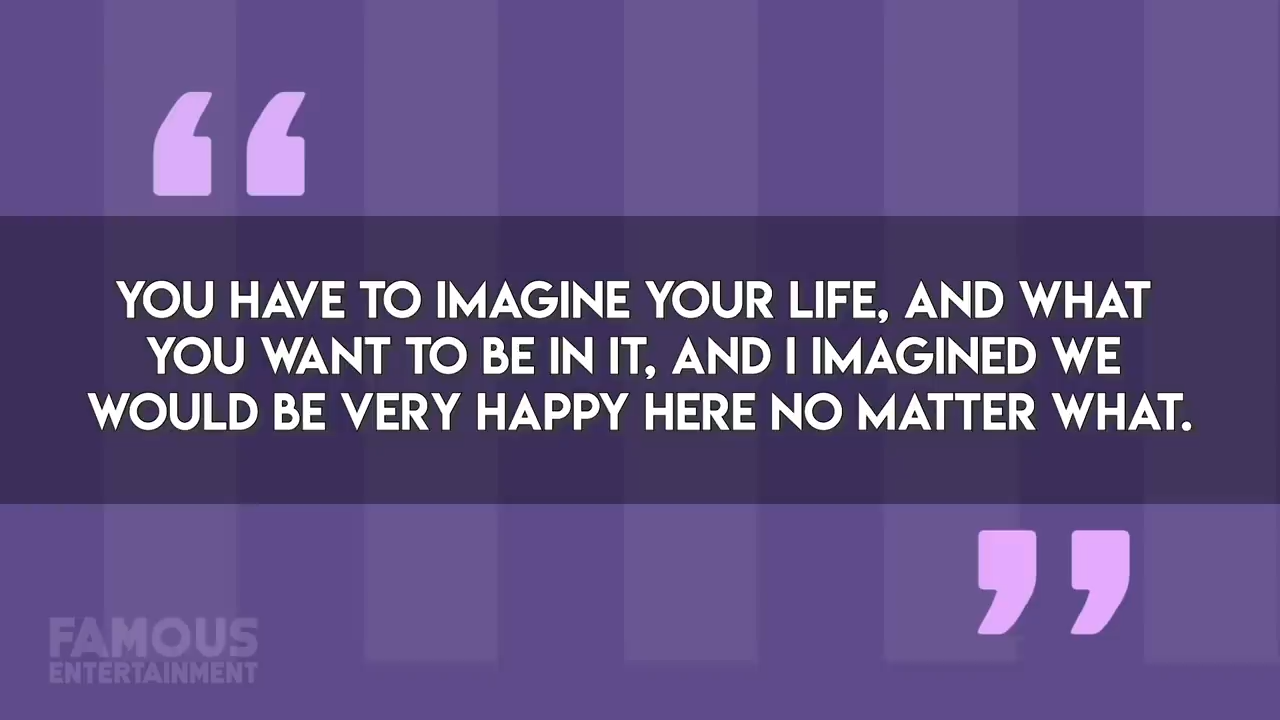 “
YOU HAVE TO IMAGINE YOUR LIFE, AND WHAT
YOU WANT TO BE IN IT, AND I IMAGINED WE
WOULD BE VERY HAPPY HERE NO MATTER WHAT.
”
FAMOUS
ENTERTAINMENT